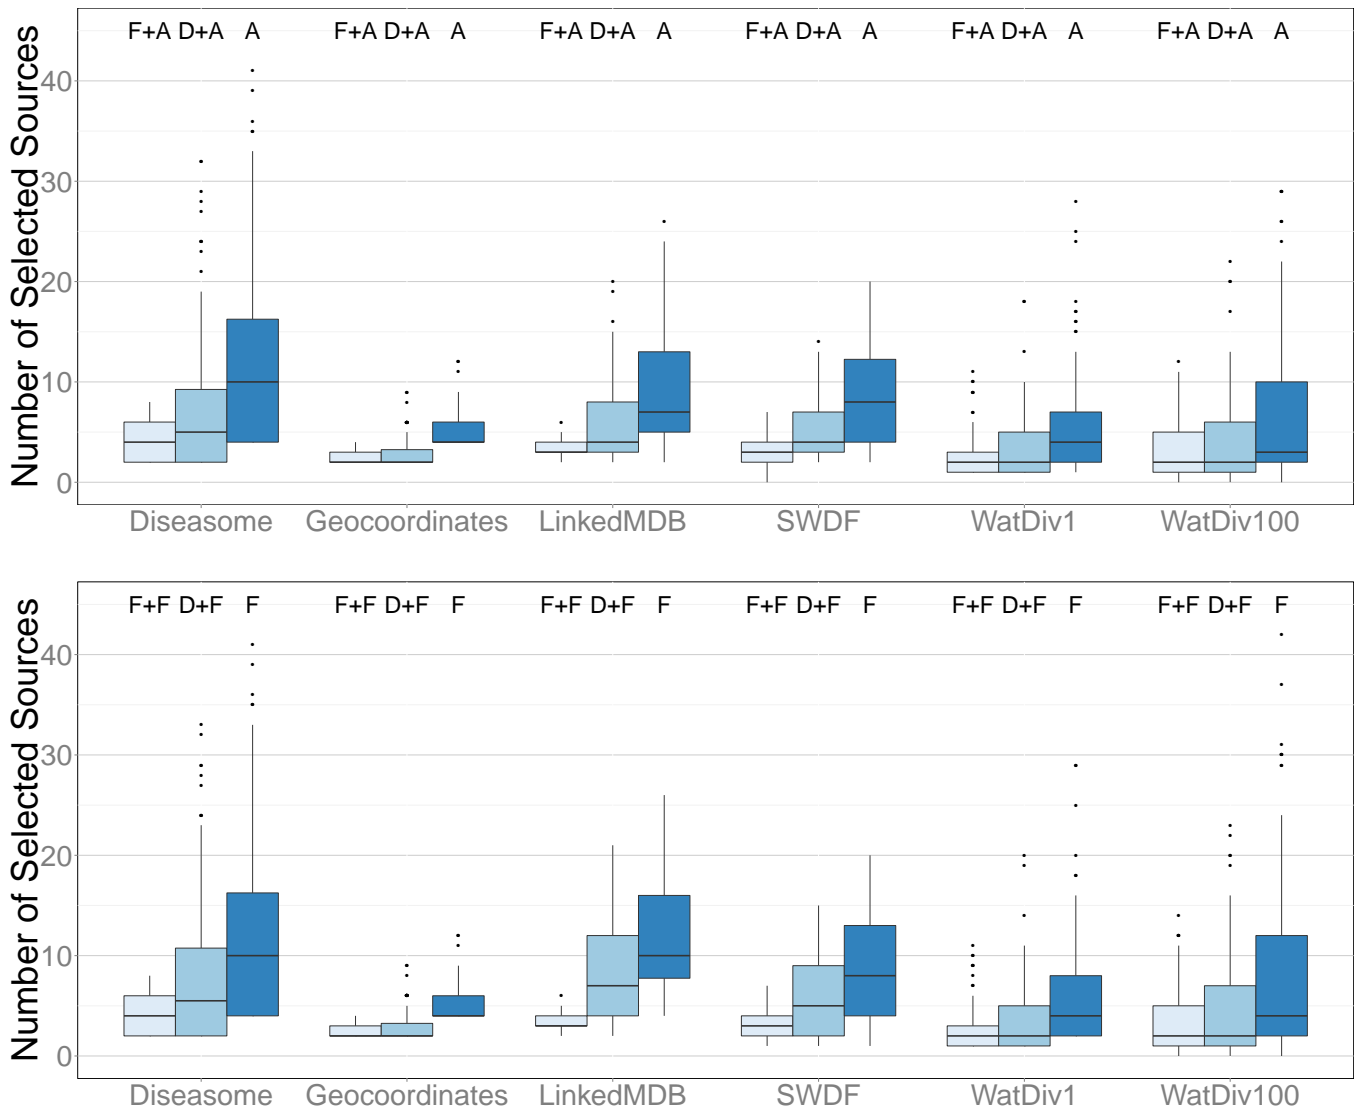 Number of Selected Sources
F+A D+A A F+A D+A A F+A D+A A F+A D+A A F+A D+A A F+A D+A A
40
30
20
10
0
Diseasome Geocoordinates LinkedMDB SWDF WatDiv1 WatDiv100
Number of Selected Sources
F+F D+F F F+F D+F F F+F D+F F F+F D+F F F+F D+F F F+F D+F F
40
30
20
10
0
Diseasome Geocoordinates LinkedMDB SWDF WatDiv1 WatDiv100